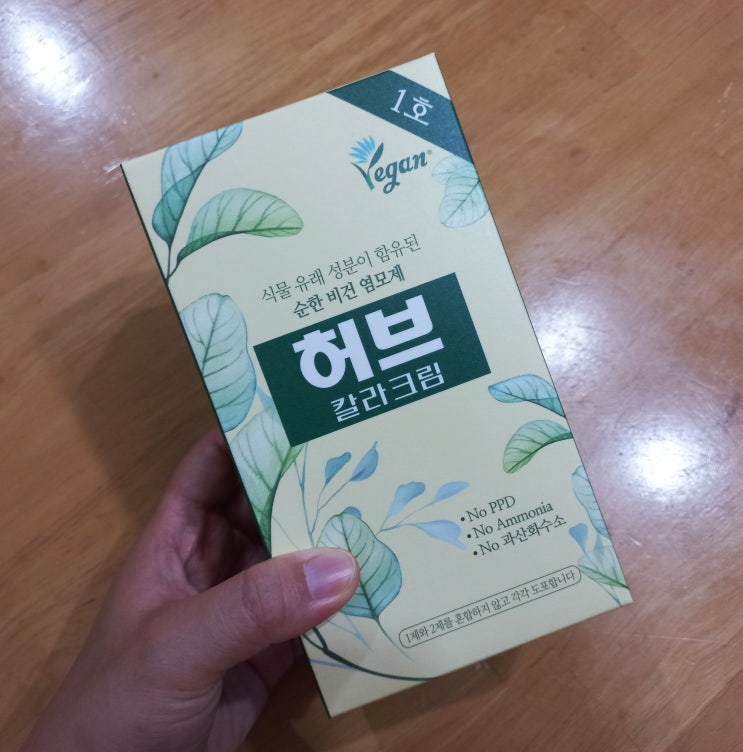 1호
Vegan®
식물 유래 성분이 함유된
순한 비건 염모제
허브
칼라크림
• No PPD
• No Ammonia
• No 과산화수소
1제와 2제를 혼합하지 않고 각각 도포합니다